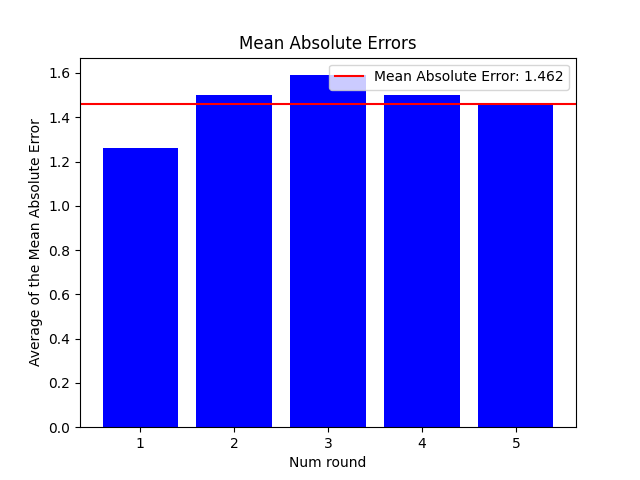 Mean Absolute Errors
Mean Absolute Error: 1.462
Average of the Mean Absolute Error
1.6
1.4
1.2
1.0
0.8
0.6
0.4
0.2
0.0
1 2 3 4 5
Num round